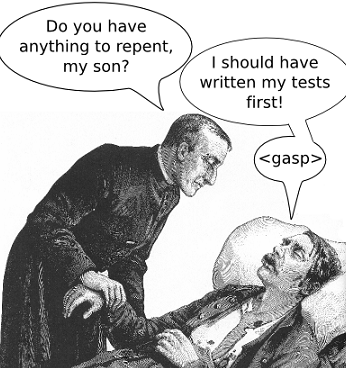 Do you have
anything to repent,
my son?
I should have
written my tests
first!
<gasp>